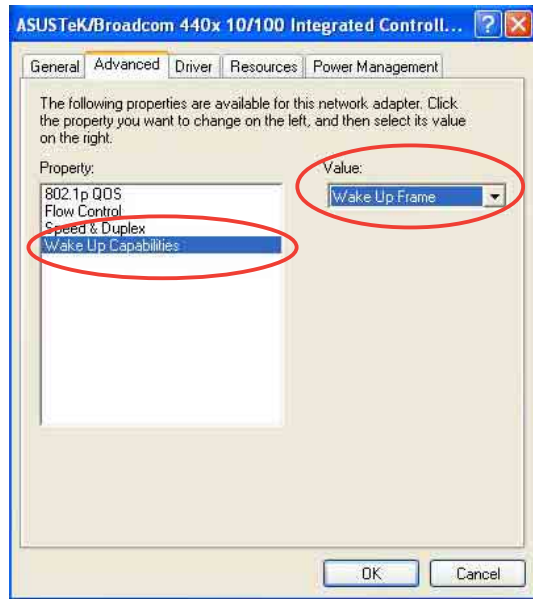 ASUSTeK/Broadcom 440x 10/100 Integrated Controll...
General Advanced Driver Resources Power Management
The following properties are available for this network adapter. Click
the property you want to change on the left, and then select its value
on the right.
Property:
802.1p QOS
Flow Control
Speed & Duplex
Wake Up Capabilities
Value:
Wake Up Frame
OK Cancel